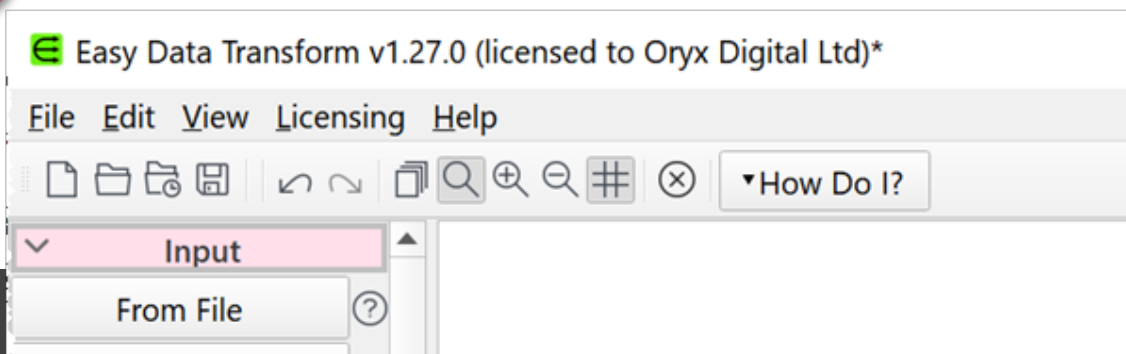 Easy Data Transform v1.27.0 (licensed to Oryx Digital Ltd)*
File Edit View Licensing Help
How Do I?
Input
From File